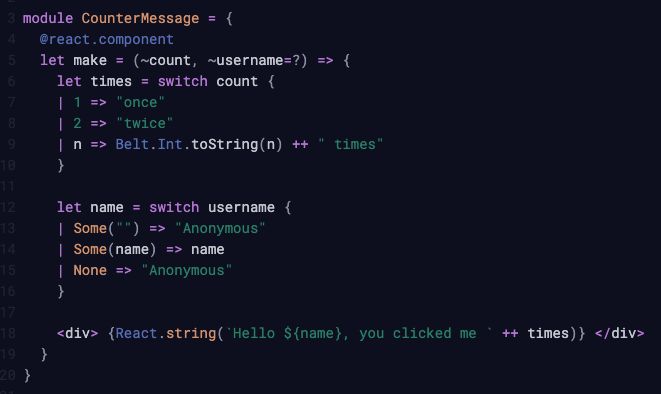 3 module CounterMessage = {
4   @react.component
5   let make = (~count, ~username=?) => {
6     let times = switch count {
7     | 1 => "once"
8     | 2 => "twice"
9     | n => Belt.Int.toString(n) ++ " times"
10     }
11
12     let name = switch username {
13     | Some("") => "Anonymous"
14     | Some(name) => name
15     | None => "Anonymous"
16     }
17
18     <div> {React.string(`Hello ${name}, you clicked me ` ++ times)} </div>
19   }
20 }